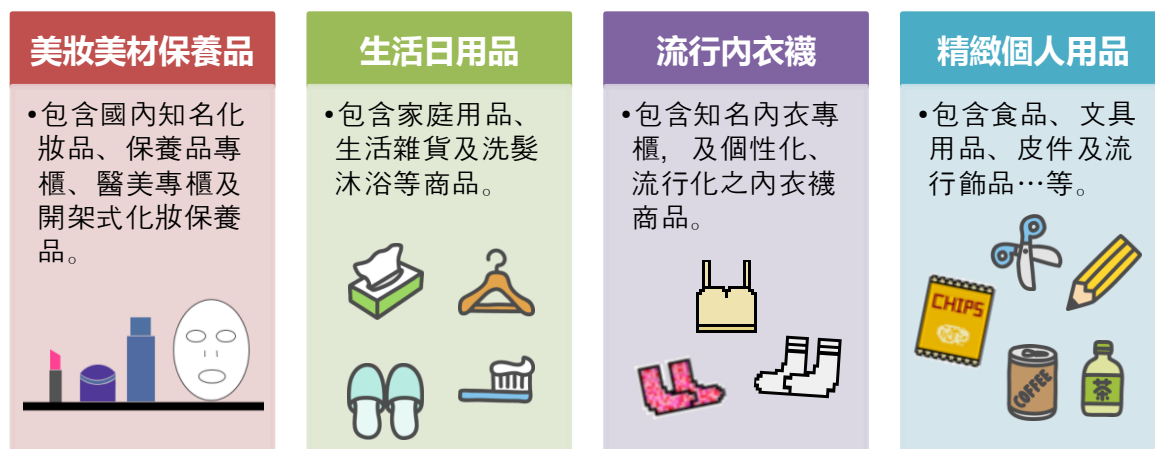 美妝美材保養品
•包含國內知名化
妝品、保養品專
櫃、醫美專櫃及
開架式化妝保養
品。
生活日用品
•包含家庭用品、
生活雜貨及洗髮
沐浴等商品。
流行內衣襪
•包含知名內衣專
櫃, 及個性化、
流行化之內衣襪
商品。
精緻個人用品
•包含食品、文具
用品、皮件及流
行飾品…等。
CHIPS
COFFEE
茶